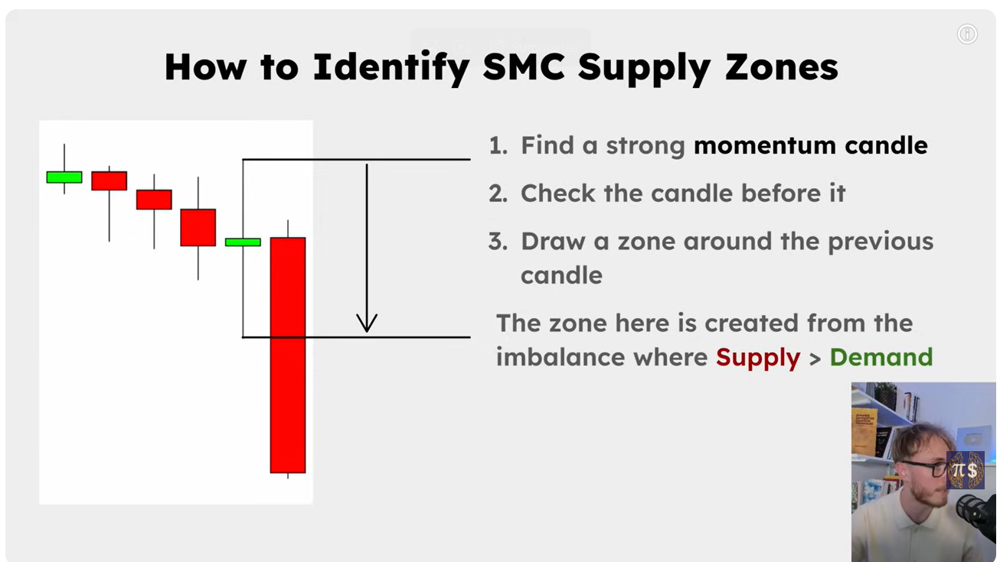 How to Identify SMC Supply Zones
1. Find a strong momentum candle
2. Check the candle before it
3. Draw a zone around the previous
candle
The zone here is created from the
imbalance where Supply > Demand
π$